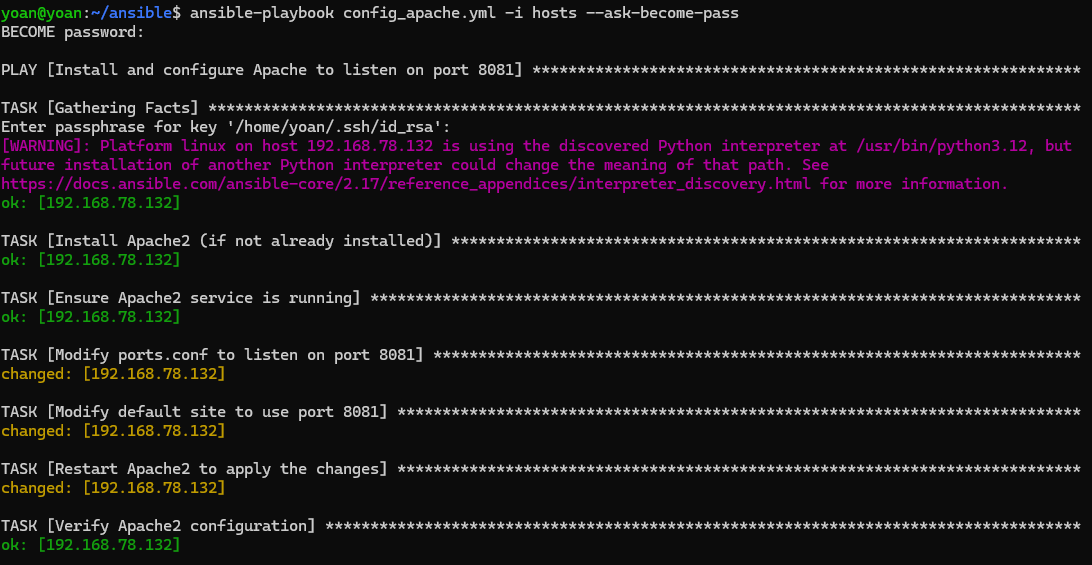 yoan@yoan:~/ansible$ ansible-playbook config_apache.yml -i hosts --ask-become-pass
BECOME password:
PLAY [Install and configure Apache to listen on port 8081] *************************************************************
TASK [Gathering Facts] *************************************************************************************************
Enter passphrase for key '/home/yoan/.ssh/id_rsa':
[WARNING]: Platform linux on host 192.168.78.132 is using the discovered Python interpreter at /usr/bin/python3.12, but
future installation of another Python interpreter could change the meaning of that path. See
https://docs.ansible.com/ansible-core/2.17/reference_appendices/interpreter_discovery.html for more information.
ok: [192.168.78.132]
TASK [Install Apache2 (if not already installed)] **********************************************************************
ok: [192.168.78.132]
TASK [Ensure Apache2 service is running] *******************************************************************************
ok: [192.168.78.132]
TASK [Modify ports.conf to listen on port 8081] ************************************************************************
changed: [192.168.78.132]
TASK [Modify default site to use port 8081] ****************************************************************************
changed: [192.168.78.132]
TASK [Restart Apache2 to apply the changes] ****************************************************************************
changed: [192.168.78.132]
TASK [Verify Apache2 configuration] ************************************************************************************
ok: [192.168.78.132]